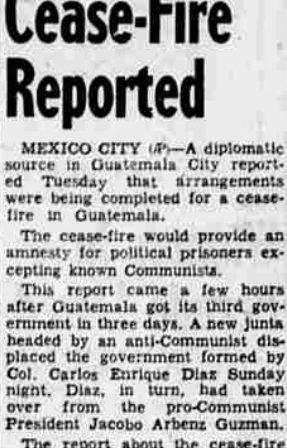 Cease-Fire
Reported
MEXICO CITY (AP)—A diplomatic
source in Guatemala City report-
ed Tuesday that arrangements
were being completed for a cease-
fire in Guatemala.
The cease-fire would provide an
amnesty for political prisoners ex-
cepting known Communists.
This report came a few hours
after Guatemala got its third gov-
ernment in three days. A new junta
headed by an anti-Communist dis-
placed the government formed by
Col. Carlos Enrique Diaz Sunday
night. Diaz, in turn, had taken
over from the pro-Communist
President Jacobo Arbenz Guzman.
The report about the cease-fire